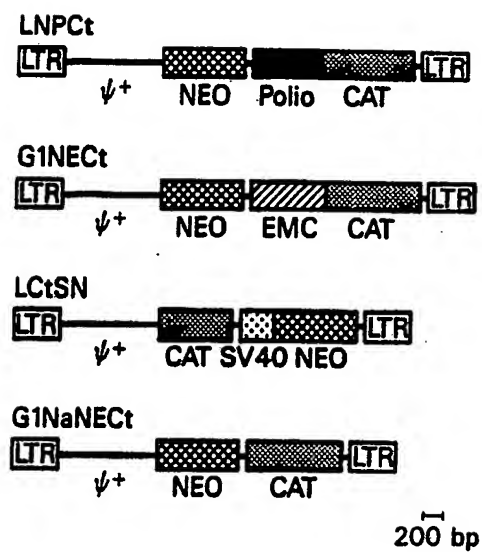 LNPCt
LTR LTR
ψ+ NEO Polio CAT
G1NECt
LTR LTR
ψ+ NEO EMC CAT
LCtSN
LTR LTR
ψ+ CAT SV40 NEO
G1NaNECt
LTR LTR
ψ+ NEO CAT
200 bp